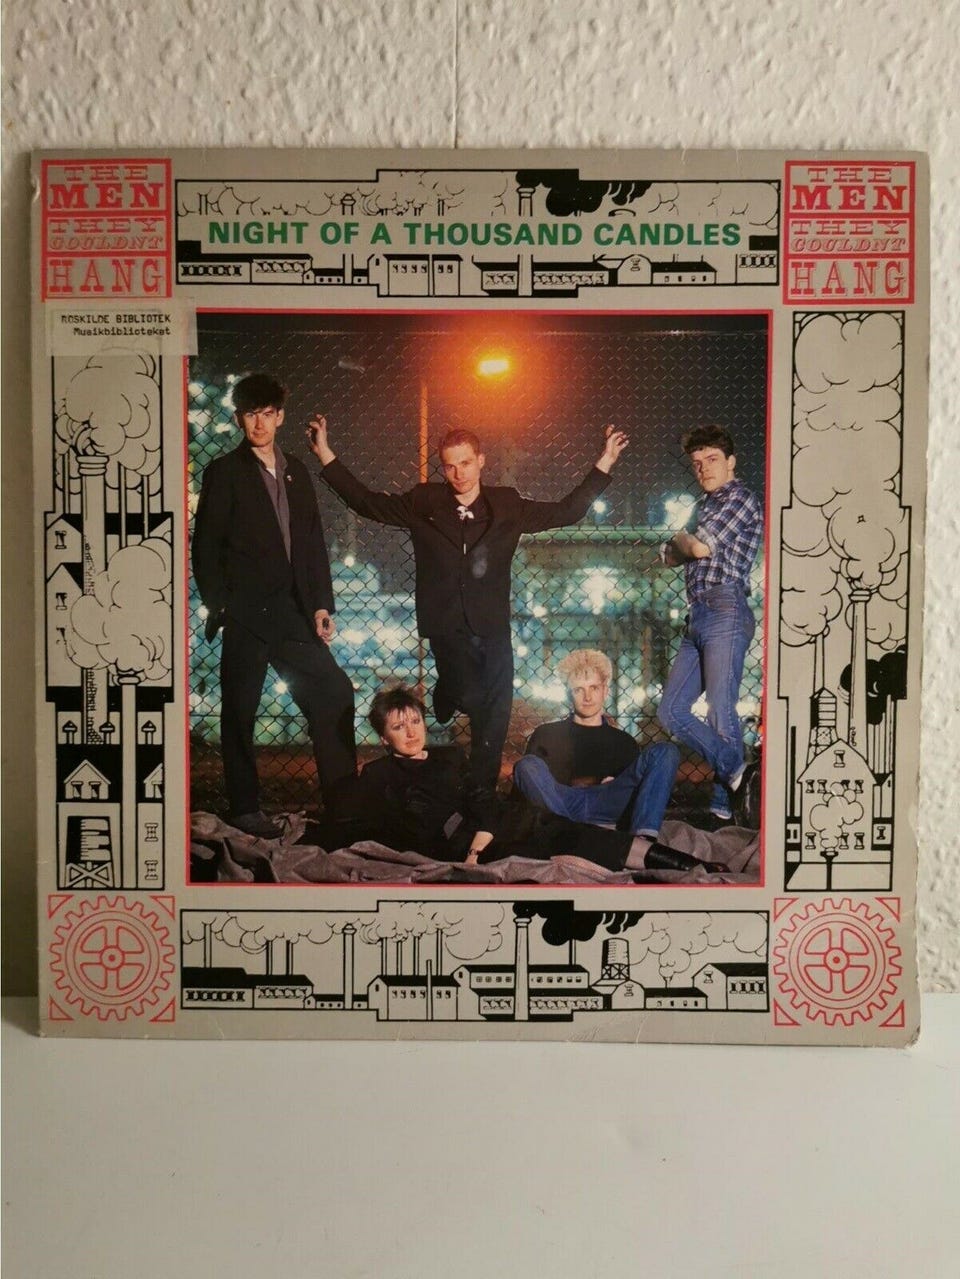 THE
MEN
THEY
COULDN'T
HANG
NIGHT OF A THOUSAND CANDLES
THE
MEN
THEY
COULDN'T
HANG
ROSKILDE BIBLIOTEK
Musikbiblioteket